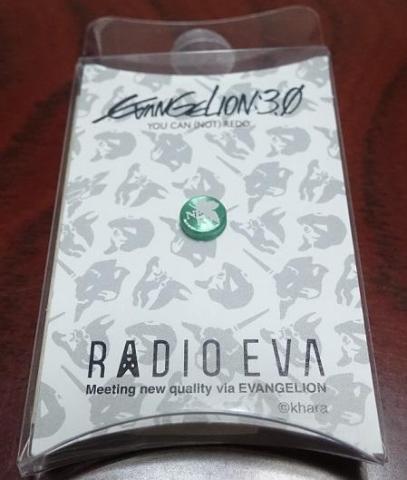 EVANGELION:3.0
YOU CAN (NOT) REDO.
RADIO EVA
Meeting new quality via EVANGELION
©khara